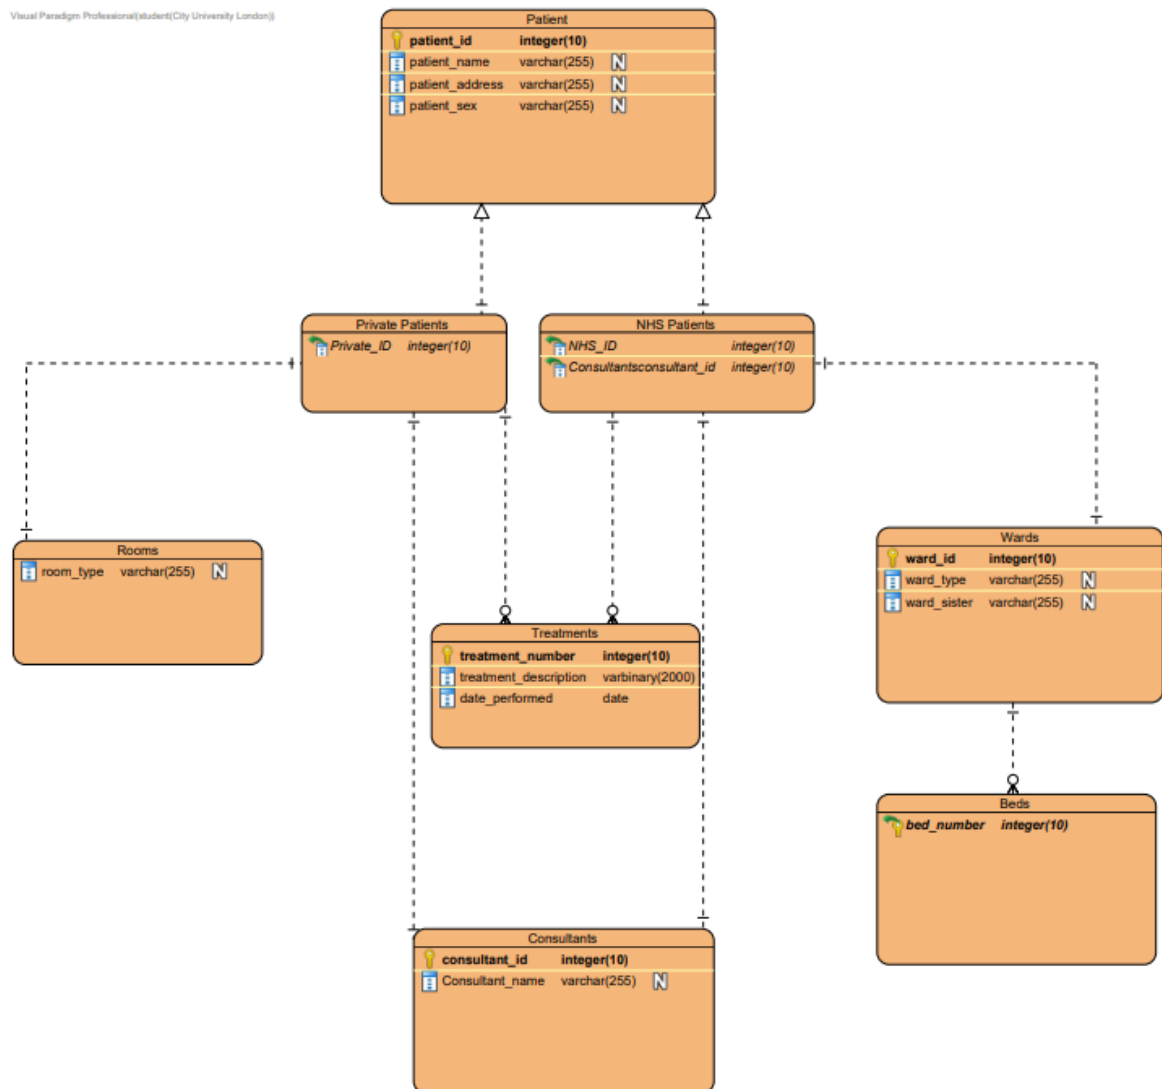 Visual Paradigm Professional(student(City University London))
Patient
patient_id integer(10)
patient_name varchar(255) N
patient_address varchar(255) N
patient_sex varchar(255) N
Private Patients
Private_ID integer(10)
NHS Patients
NHS_ID integer(10)
Consultantsconsultant_id integer(10)
Rooms
room_type varchar(255) N
Wards
ward_id integer(10)
ward_type varchar(255) N
ward_sister varchar(255) N
Treatments
treatment_number integer(10)
treatment_description varbinary(2000)
date_performed date
Beds
bed_number integer(10)
Consultants
consultant_id integer(10)
Consultant_name varchar(255) N